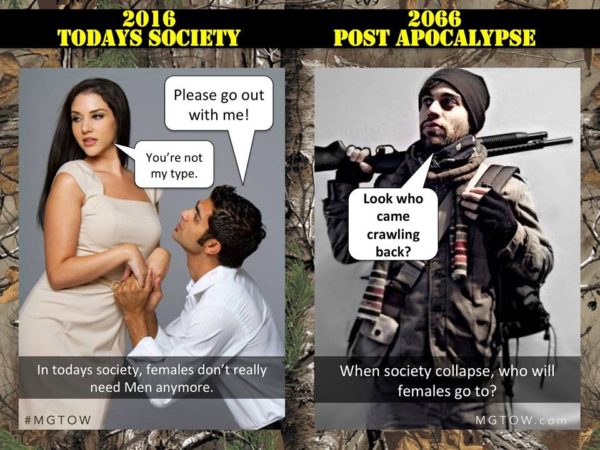 2016
TODAYS SOCIETY
Please go out
with me!
You're not
my type.
In todays society, females don't really
need Men anymore.
#MGTOW
2066
POST APOCALYPSE
Look who
came
crawling
back?
When society collapse, who will
females go to?
MGTOW.com